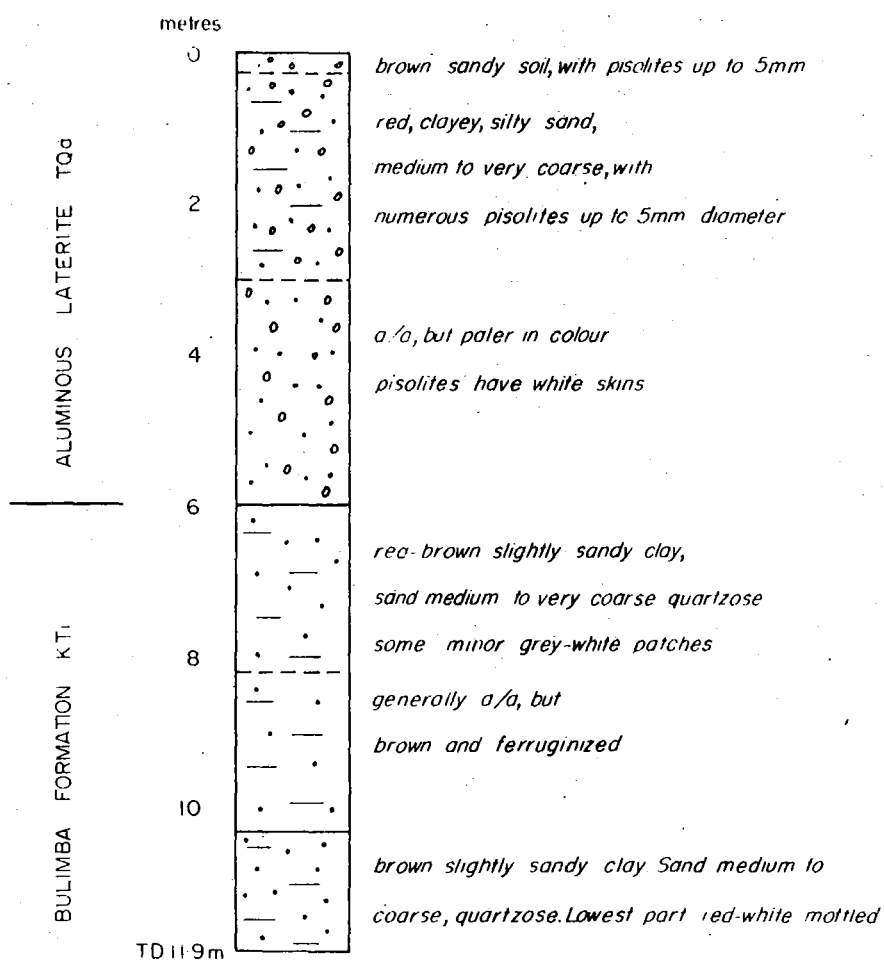 metres
0
brown sandy soil, with pisolites up to 5mm
red, clayey, silty sand,
medium to very coarse, with
2
numerous pisolites up to 5mm diameter
ALUMINOUS LATERITE TQa
a/a, but paler in colour
4
pisolites have white skins
6
red-brown slightly sandy clay,
sand medium to very coarse quartzose
some minor grey-white patches
8
generally a/a, but
brown and ferruginized
BULIMBA FORMATION KTi
10
brown slightly sandy clay Sand medium to
coarse, quartzose. Lowest part red-white mottled
TD 11·9m